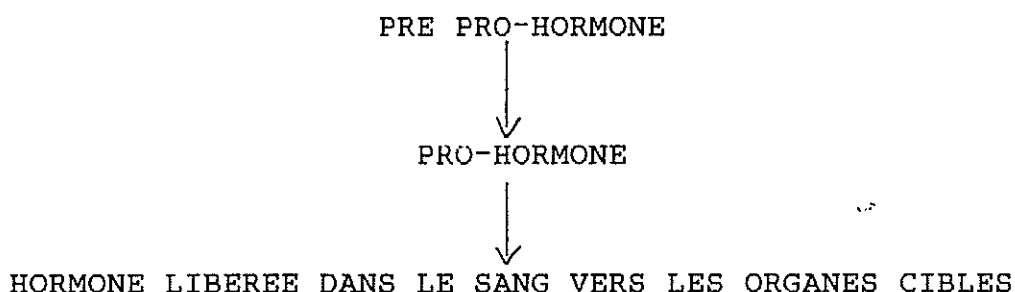 PRE PRO-HORMONE
PRO-HORMONE
HORMONE LIBEREE DANS LE SANG VERS LES ORGANES CIBLES